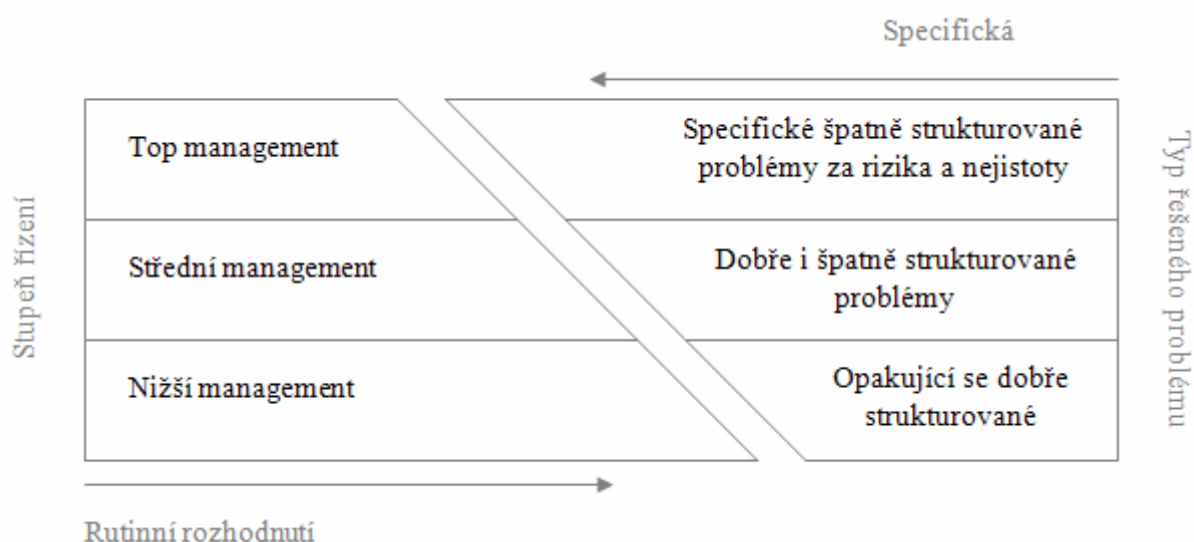 Specifická
Stupeň řízení
Top management
Specifické špatně strukturované
problémy za rizika a nejistoty
Typ řešeného problému
Střední management
Dobře i špatně strukturované
problémy
Nižší management
Opakující se dobře
strukturované
Rutinní rozhodnutí